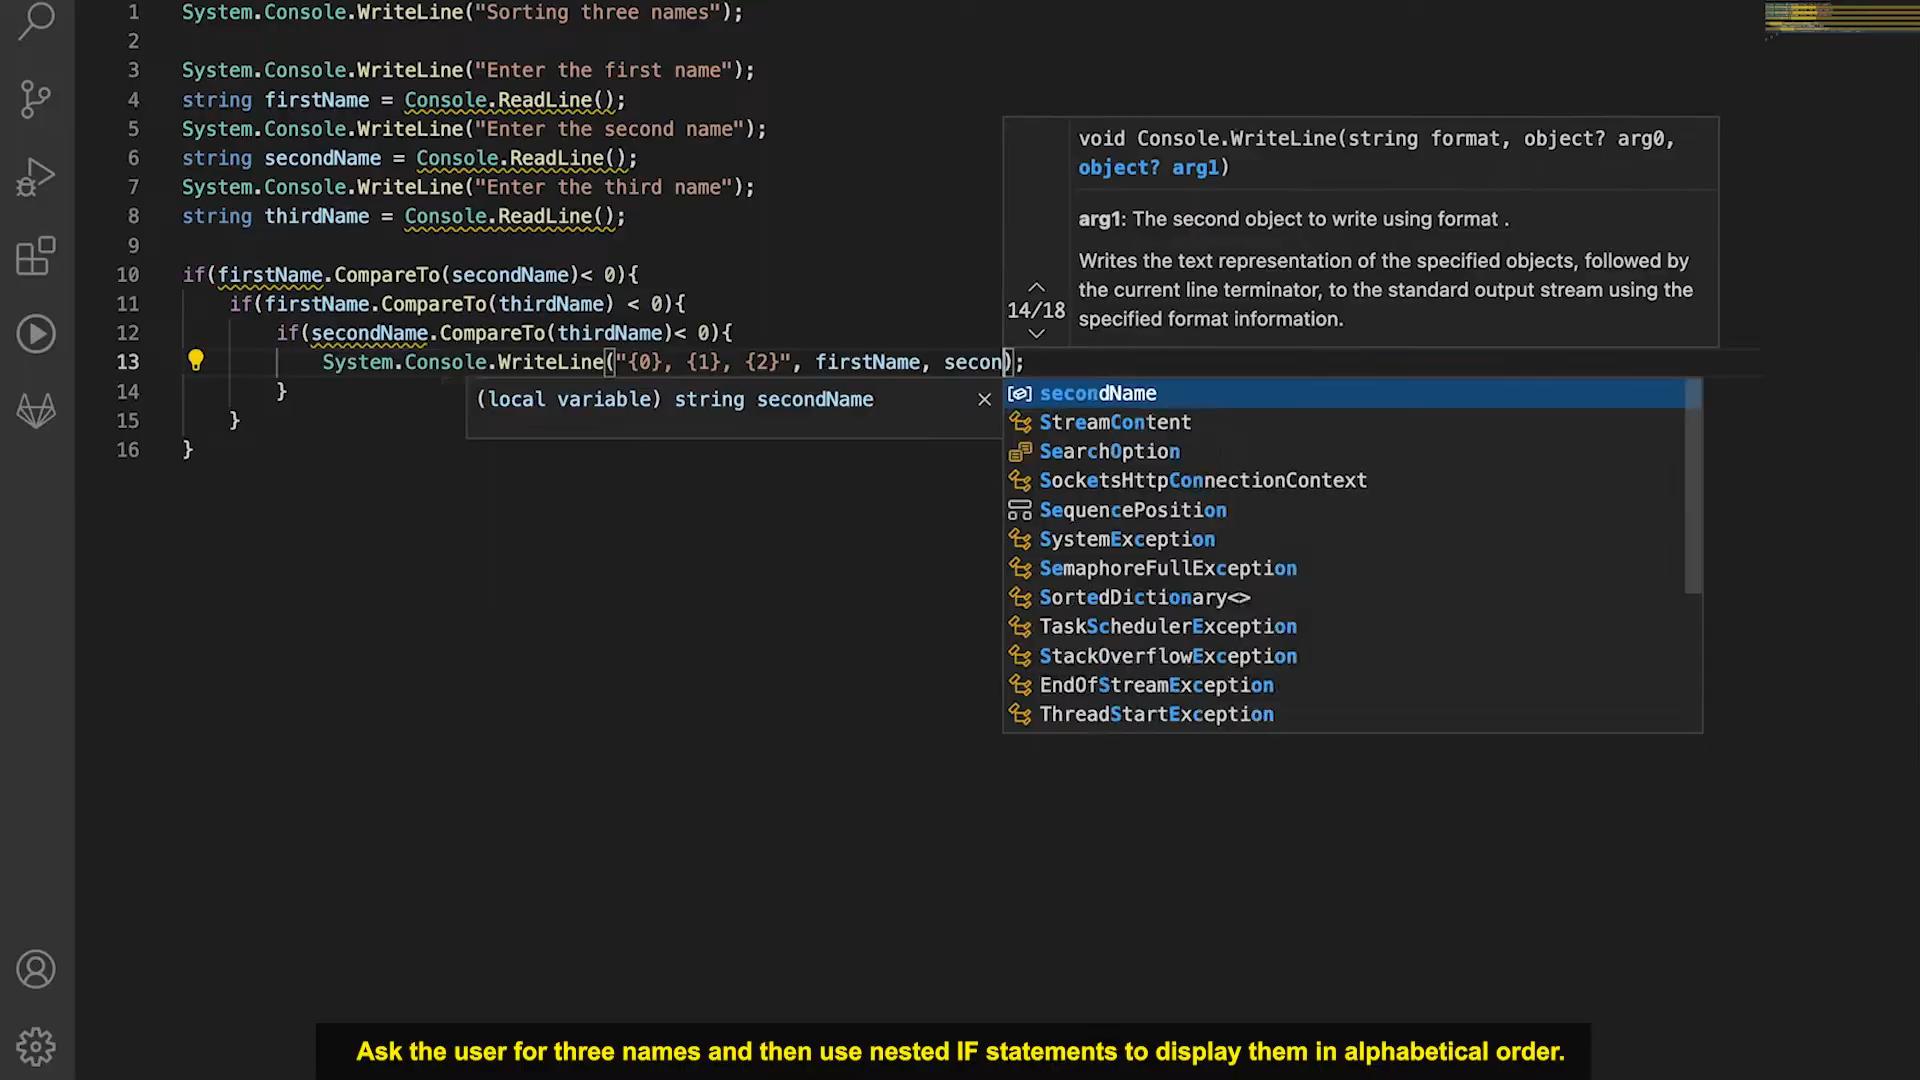 1 System.Console.WriteLine("Sorting three names");
2
3 System.Console.WriteLine("Enter the first name");
4 string firstName = Console.ReadLine();
5 System.Console.WriteLine("Enter the second name");
6 string secondName = Console.ReadLine();
7 System.Console.WriteLine("Enter the third name");
8 string thirdName = Console.ReadLine();
9
10 if(firstName.CompareTo(secondName)< 0){
11 if(firstName.CompareTo(thirdName) < 0){
12 if(secondName.CompareTo(thirdName)< 0){
13 System.Console.WriteLine("{0}, {1}, {2}", firstName, secon);
14 }
15 }
16 }
void Console.WriteLine(string format, object? arg0,
object? arg1)
arg1: The second object to write using format .
Writes the text representation of the specified objects, followed by
the current line terminator, to the standard output stream using the
specified format information.
14/18
(local variable) string secondName
secondName
StreamContent
SearchOption
SocketsHttpConnectionContext
SequencePosition
SystemException
SemaphoreFullException
SortedDictionary<>
TaskSchedulerException
StackOverflowException
EndOfStreamException
ThreadStartException
Ask the user for three names and then use nested IF statements to display them in alphabetical order.